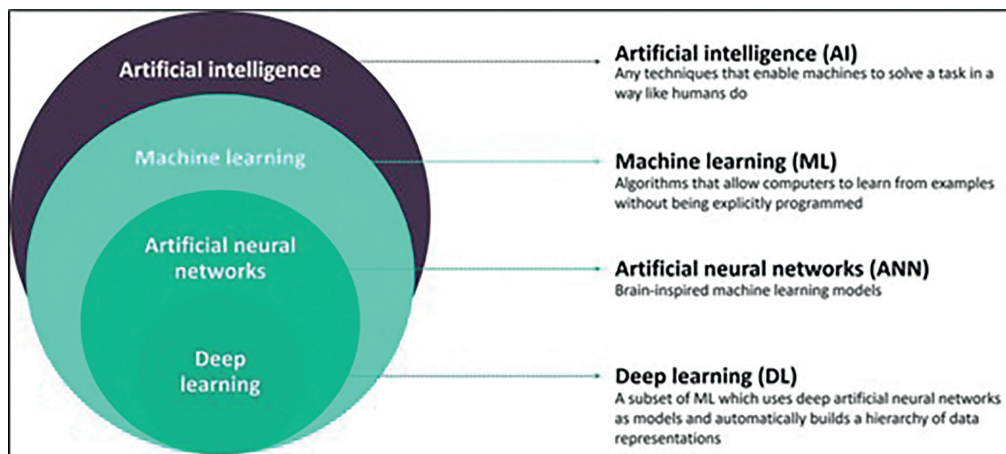 Artificial intelligence
Machine learning
Artificial neural
networks
Deep
learning
Artificial intelligence (AI)
Any techniques that enable machines to solve a task in a
way like humans do
Machine learning (ML)
Algorithms that allow computers to learn from examples
without being explicitly programmed
Artificial neural networks (ANN)
Brain-inspired machine learning models
Deep learning (DL)
A subset of ML which uses deep artificial neural networks
as models and automatically builds a hierarchy of data
representations